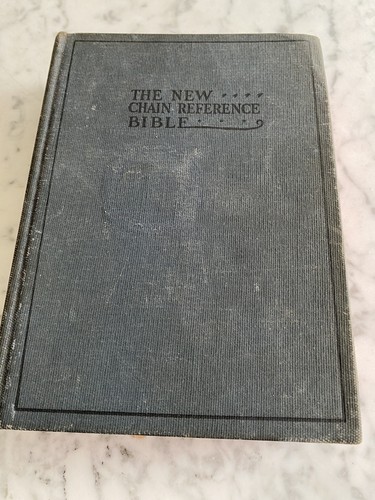 THE NEW
CHAIN REFERENCE
BIBLE